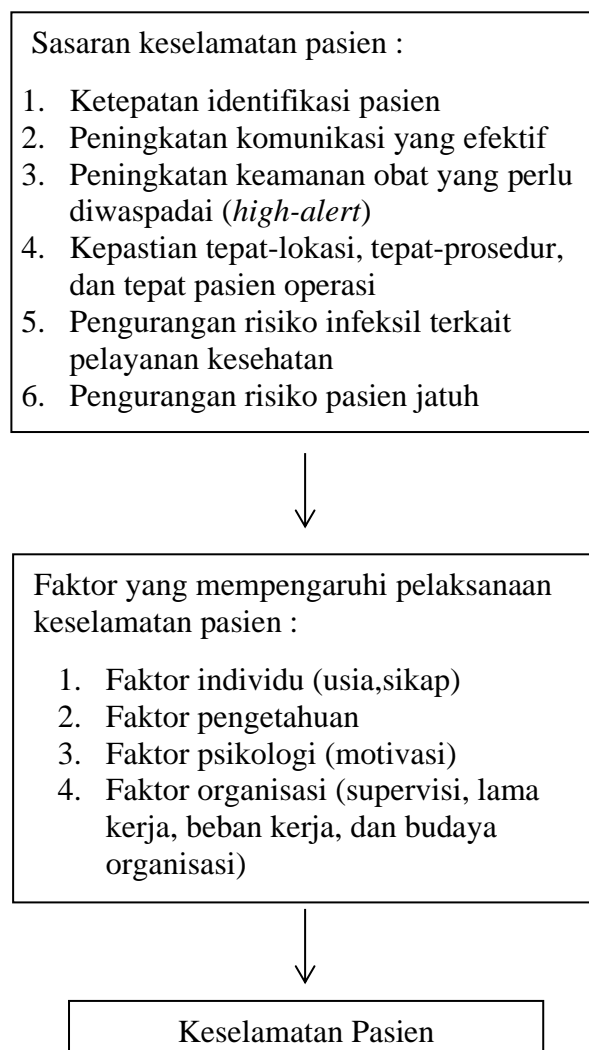 Sasaran keselamatan pasien :
1. Ketepatan identifikasi pasien
2. Peningkatan komunikasi yang efektif
3. Peningkatan keamanan obat yang perlu
diwaspadai (high-alert)
4. Kepastian tepat-lokasi, tepat-prosedur,
dan tepat pasien operasi
5. Pengurangan risiko infeksil terkait
pelayanan kesehatan
6. Pengurangan risiko pasien jatuh
Faktor yang mempengaruhi pelaksanaan
keselamatan pasien :
1. Faktor individu (usia,sikap)
2. Faktor pengetahuan
3. Faktor psikologi (motivasi)
4. Faktor organisasi (supervisi, lama
kerja, beban kerja, dan budaya
organisasi)
Keselamatan Pasien